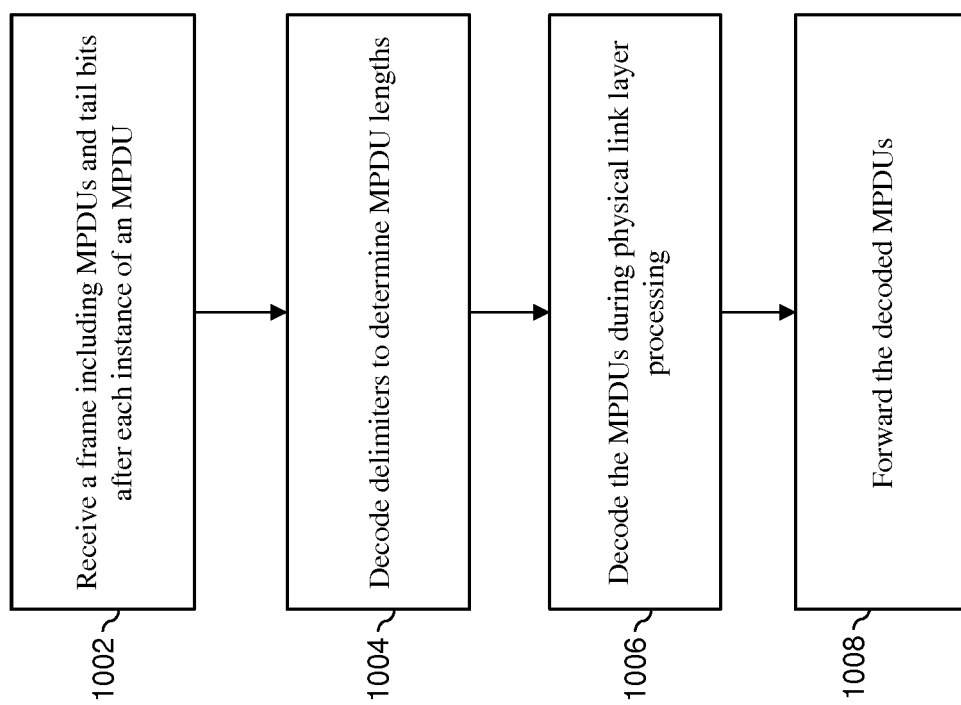 1002
Receive a frame including MPDUs and tail bits
after each instance of an MPDU
1004
Decode delimiters to determine MPDU lengths
1006
Decode the MPDUs during physical link layer
processing
1008
Forward the decoded MPDUs